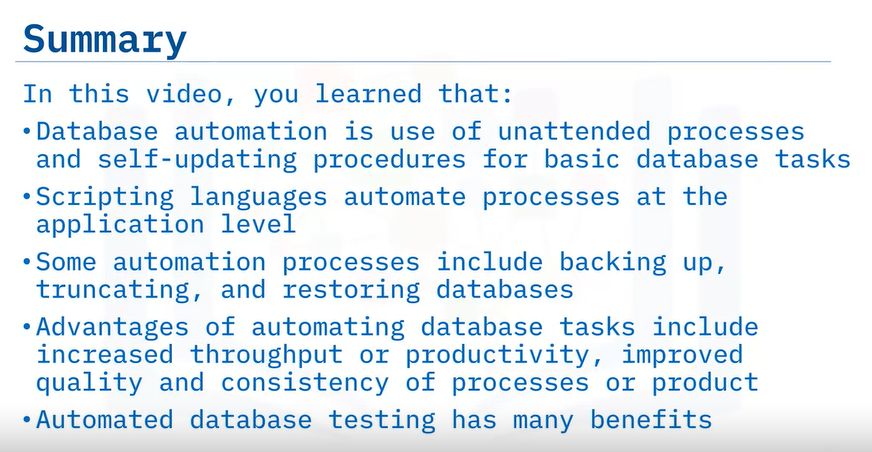 Summary
In this video, you learned that:
•Database automation is use of unattended processes
and self-updating procedures for basic database tasks
•Scripting languages automate processes at the
application level
•Some automation processes include backing up,
truncating, and restoring databases
•Advantages of automating database tasks include
increased throughput or productivity, improved
quality and consistency of processes or product
•Automated database testing has many benefits